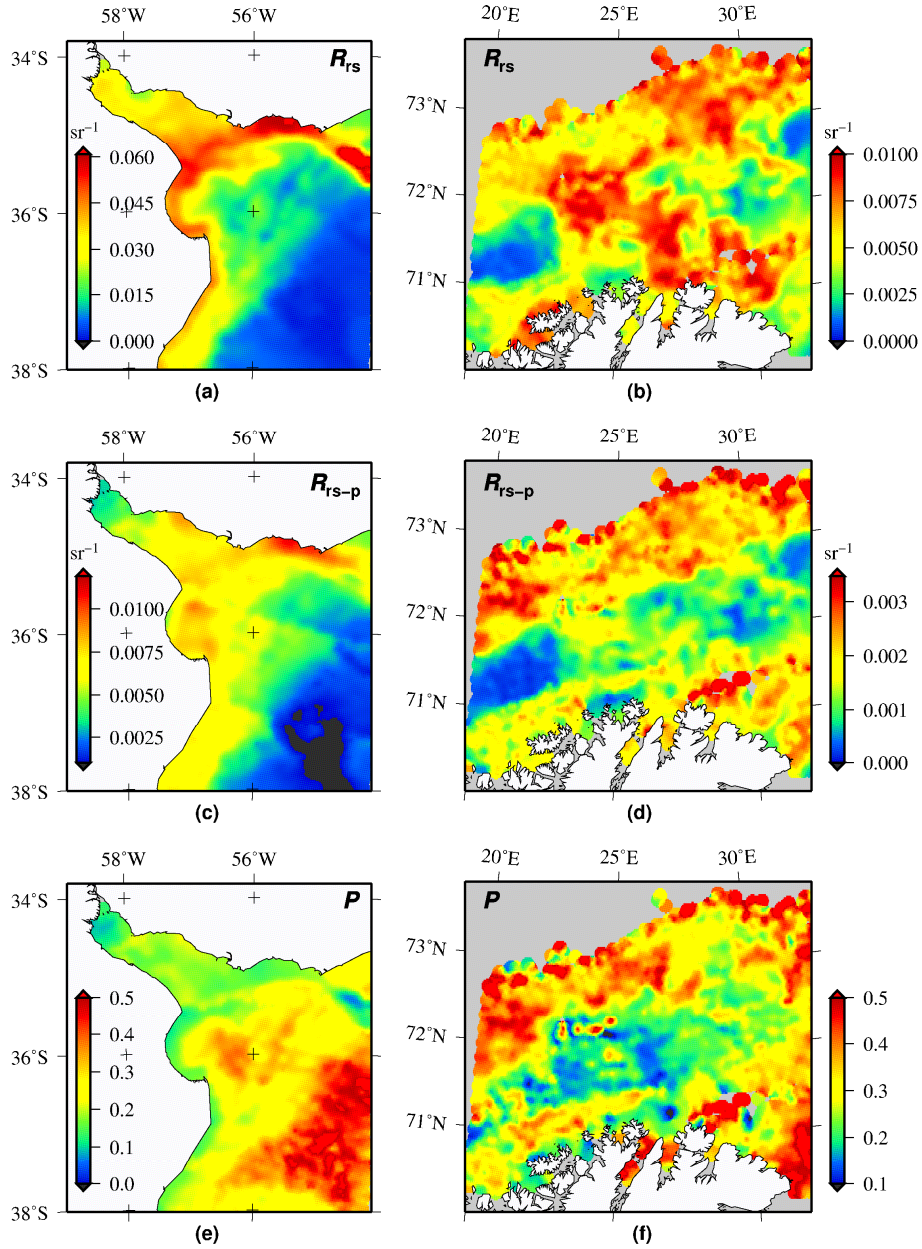 58°W 56°W
20°E 25°E 30°E
34°S
36°S
38°S
Rrs
sr⁻¹
0.060
0.045
0.030
0.015
0.000
(a)
73°N
72°N
71°N
Rrs
sr⁻¹
0.0100
0.0075
0.0050
0.0025
0.0000
(b)
58°W 56°W
20°E 25°E 30°E
34°S
36°S
38°S
Rrs–p
sr⁻¹
0.0100
0.0075
0.0050
0.0025
(c)
73°N
72°N
71°N
Rrs–p
sr⁻¹
0.003
0.002
0.001
0.000
(d)
58°W 56°W
20°E 25°E 30°E
34°S
36°S
38°S
P
0.5
0.4
0.3
0.2
0.1
0.0
(e)
73°N
72°N
71°N
P
0.5
0.4
0.3
0.2
0.1
(f)